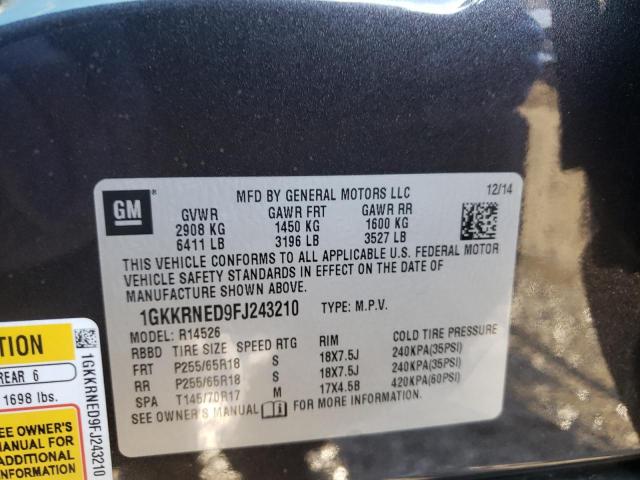 GM
MFD BY GENERAL MOTORS LLC
12/14
GVWR GAWR FRT GAWR RR
2908 KG 1450 KG 1600 KG
6411 LB 3196 LB 3527 LB
THIS VEHICLE CONFORMS TO ALL APPLICABLE U.S. FEDERAL MOTOR
VEHICLE SAFETY STANDARDS IN EFFECT ON THE DATE OF
MANUFACTURE SHOWN ABOVE.
1GKKRNED9FJ243210 TYPE: M.P.V.
MODEL: R14526
RBBD TIRE SIZE SPEED RTG RIM COLD TIRE PRESSURE
FRT P255/65R18 S 18X7.5J 240KPA(35PSI)
RR P255/65R18 S 18X7.5J 240KPA(35PSI)
SPA T145/70R17 M 17X4.5B 420KPA(60PSI)
SEE OWNER'S MANUAL FOR MORE INFORMATION.
TION
REAR 6
1698 lbs.
SEE OWNER'S
MANUAL FOR
ADDITIONAL
INFORMATION
1GKKRNED9FJ243210